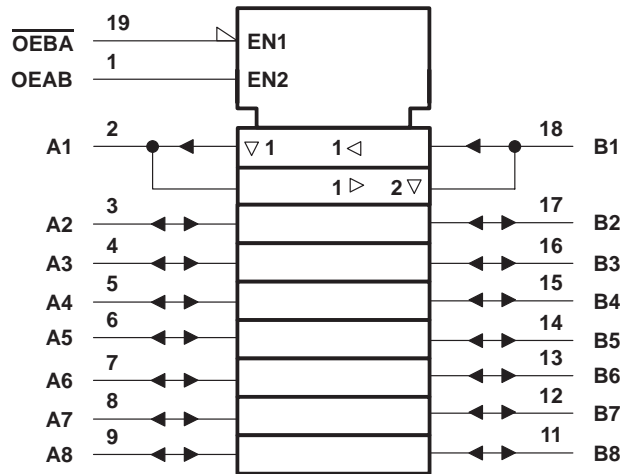 OEBA 19 EN1
OEAB 1 EN2
A1 2 ▽ 1 1 ◁ 18 B1
1 ▷ 2 ▽
A2 3 17 B2
A3 4 16 B3
A4 5 15 B4
A5 6 14 B5
A6 7 13 B6
A7 8 12 B7
A8 9 11 B8